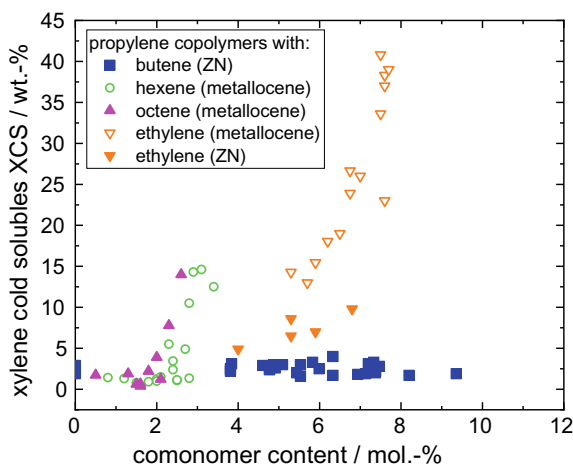 45
40
35
30
25
20
15
10
5
0
xylene cold solubles XCS / wt.-%
propylene copolymers with:
butene (ZN)
hexene (metallocene)
octene (metallocene)
ethylene (metallocene)
ethylene (ZN)
0 2 4 6 8 10 12
comonomer content / mol.-%